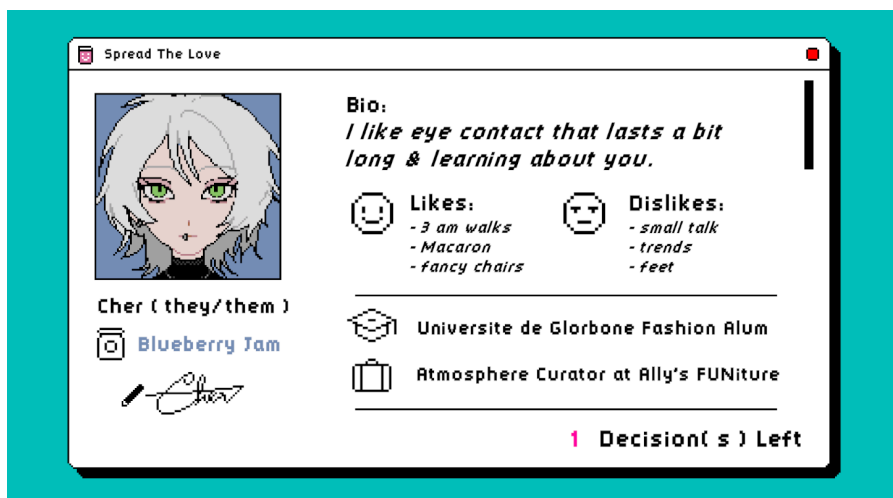 Spread The Love
Bio:
I like eye contact that lasts a bit
long & learning about you.
Likes:
- 3 am walks
- Macaron
- fancy chairs
Dislikes:
- small talk
- trends
- feet
Cher ( they/them )
Blueberry Jam
Cher
Universite de Glorbone Fashion Alum
Atmosphere Curator at Ally's FUNiture
1 Decision( s ) Left